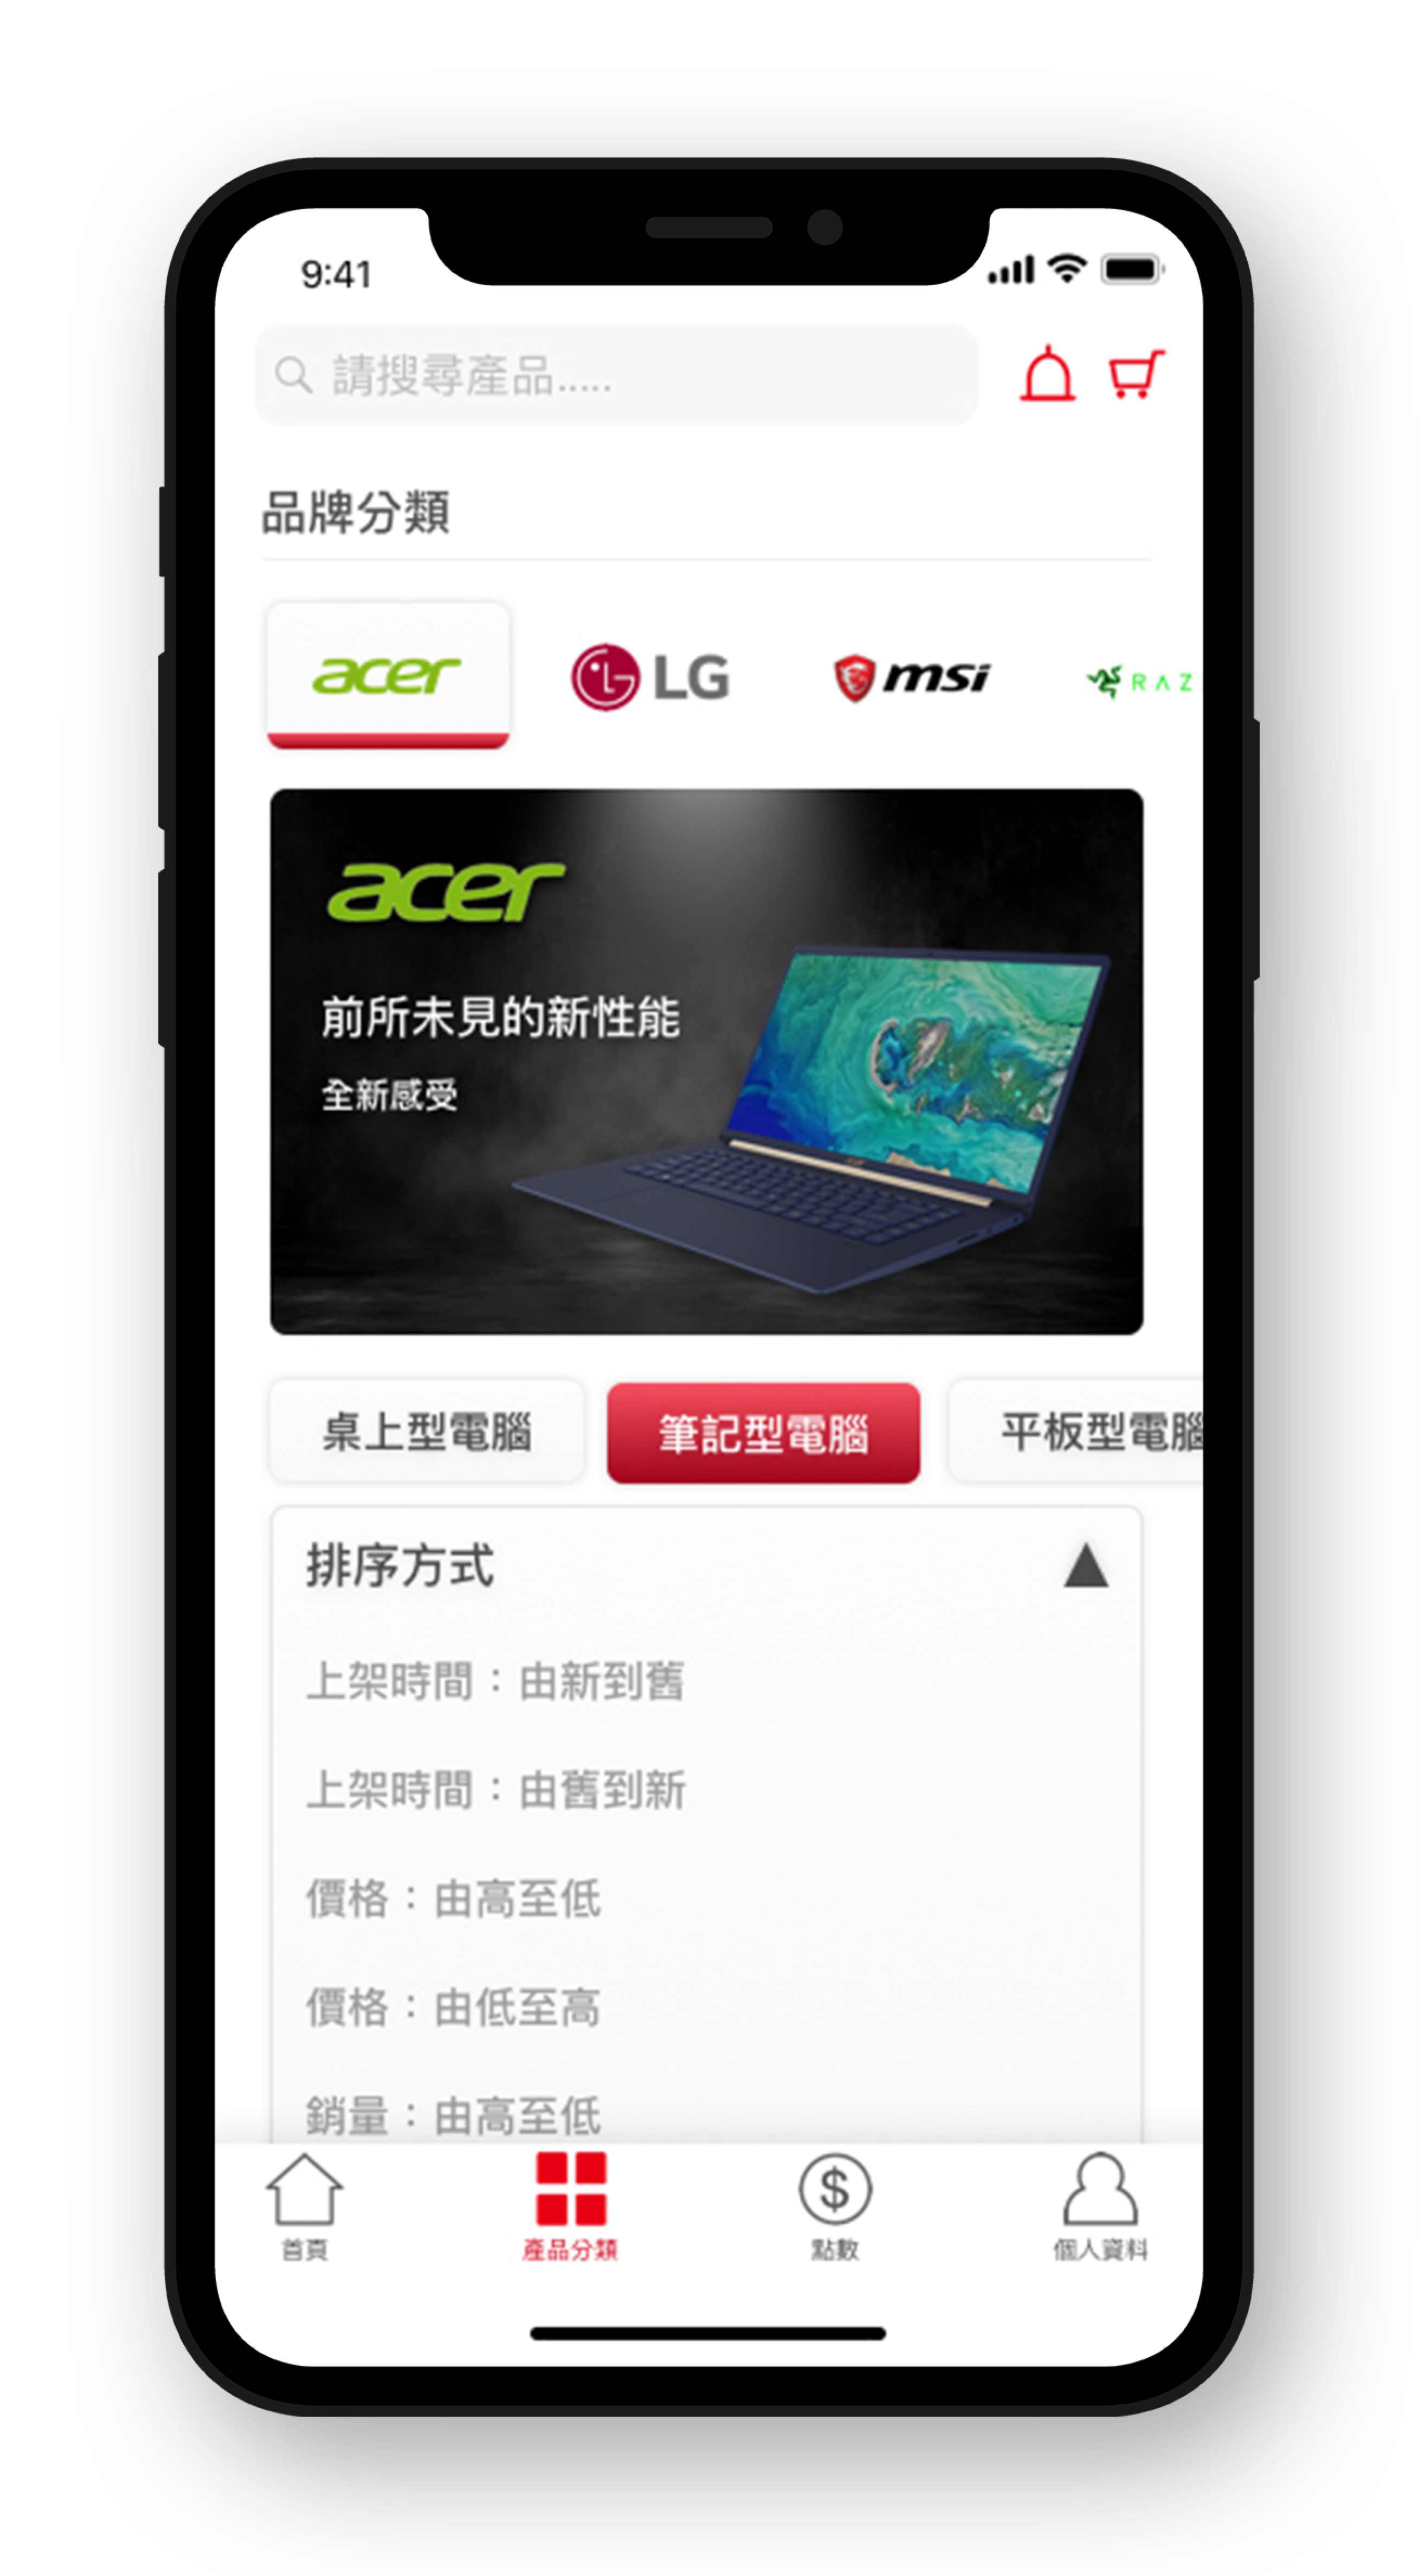 9:41
請搜尋產品.....
品牌分類
acer LG msi RAZ
acer
前所未見的新性能
全新感受
桌上型電腦 筆記型電腦 平板型電腦
排序方式
上架時間：由新到舊
上架時間：由舊到新
價格：由高至低
價格：由低至高
銷量：由高至低
首頁 產品分類 點數 個人資料